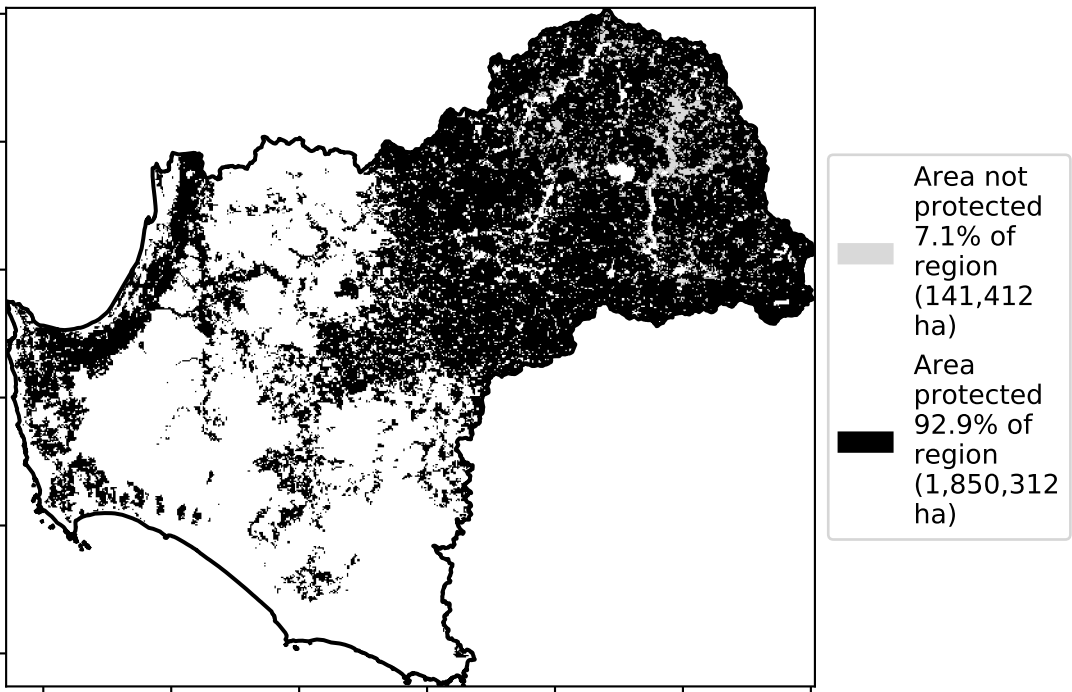 Area not
protected
7.1% of
region
(141,412
ha)
Area
protected
92.9% of
region
(1,850,312
ha)